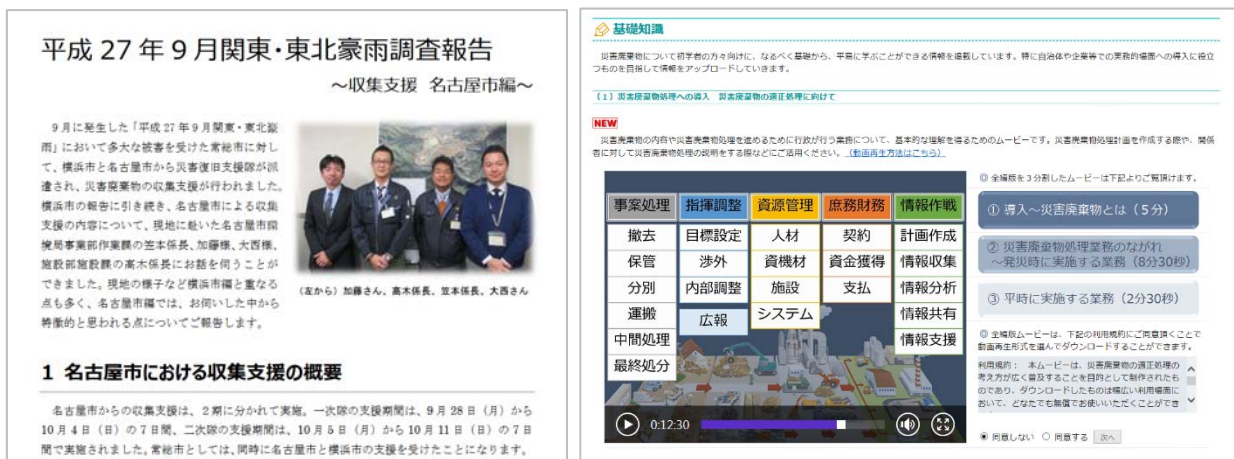 平成 27 年 9 月関東・東北豪雨調査報告
～収集支援 名古屋市編～
9月に発生した「平成 27 年 9 月関東・東北豪
雨」において多大な被害を受けた常総市に対し
て、横浜市と名古屋市から災害復旧支援隊が派
遣され、災害廃棄物の収集支援が行われました。
横浜市の報告に引き続き、名古屋市による収集
支援の内容について、現地に赴いた名古屋市環
境局事業部作業課の笠本係長、加藤様、大西様、
施設部施設課の高木係長にお話を伺うことが
できました。現地の様子など横浜市編と重なる
点も多く、名古屋市編では、お伺いした中から
特徴的と思われる点についてご報告します。
（左から）加藤さん、高木係長、笠本係長、大西さん
1 名古屋市における収集支援の概要
名古屋市からの収集支援は、2期に分かれて実施。一次隊の支援期間は、9月 28 日（月）から
10 月 4 日（日）の 7 日間、二次隊の支援期間は、10 月 5 日（月）から 10 月 11 日（日）の 7 日
間で実施されました。常総市としては、同時に名古屋市と横浜市の支援を受けたことになります。
基礎知識
災害廃棄物について初学者の方々向けに、なるべく基礎から、平易に学ぶことができる情報を掲載しています。特に自治体や企業等での実務的場面への導入に役立
つものを目指して情報をアップロードしていきます。
（1）災害廃棄物処理への導入 災害廃棄物の適正処理に向けて
NEW
災害廃棄物の内容や災害廃棄物処理を進めるために行政が行う業務について、基本的な理解を得るためのムービーです。災害廃棄物処理計画を作成する際や、関係
者に対して災害廃棄物処理の説明をする際などにご活用ください。（動画再生方法はこちら）
事業処理 指揮調整 資源管理 庶務財務 情報作戦
撤去 目標設定 人材 契約 計画作成
保管 渉外 資機材 資金獲得 情報収集
分別 内部調整 施設 支払 情報分析
運搬 広報 システム 情報共有
中間処理 情報支援
最終処分
0:12:30
◎ 全編版を３分割したムービーは下記よりご覧頂けます。
① 導入～災害廃棄物とは（５分）
② 災害廃棄物処理業務のながれ
～発災時に実施する業務（8分30秒）
③ 平時に実施する業務（2分30秒）
◎ 全編版ムービーは、下記の利用規約にご同意頂くことで
動画再生形式を選んでダウンロードすることができます。
利用規約： 本ムービーは、災害廃棄物の適正処理の
考え方が広く普及することを目的として制作されたも
のであり、ダウンロードしたものは幅広い利用場面に
おいて、どなたでも無償でお使いいただくことができ
同意しない 同意する 次へ